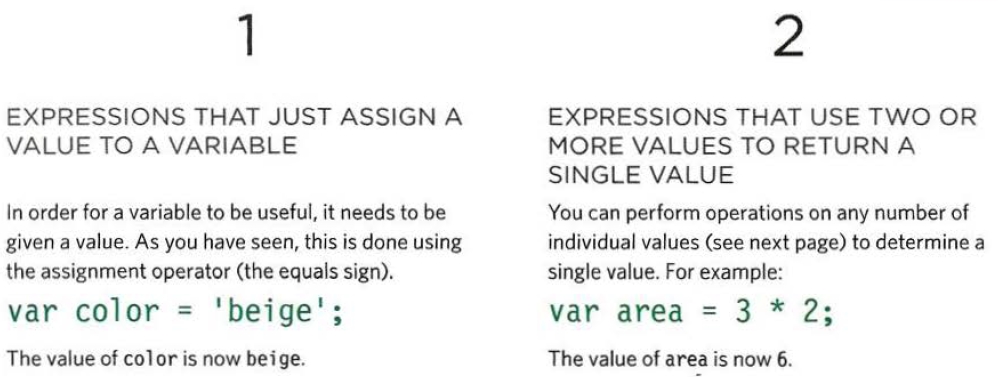 1
EXPRESSIONS THAT JUST ASSIGN A
VALUE TO A VARIABLE
In order for a variable to be useful, it needs to be
given a value. As you have seen, this is done using
the assignment operator (the equals sign).
var color = 'beige';
The value of color is now beige.
2
EXPRESSIONS THAT USE TWO OR
MORE VALUES TO RETURN A
SINGLE VALUE
You can perform operations on any number of
individual values (see next page) to determine a
single value. For example:
var area = 3 * 2;
The value of area is now 6.